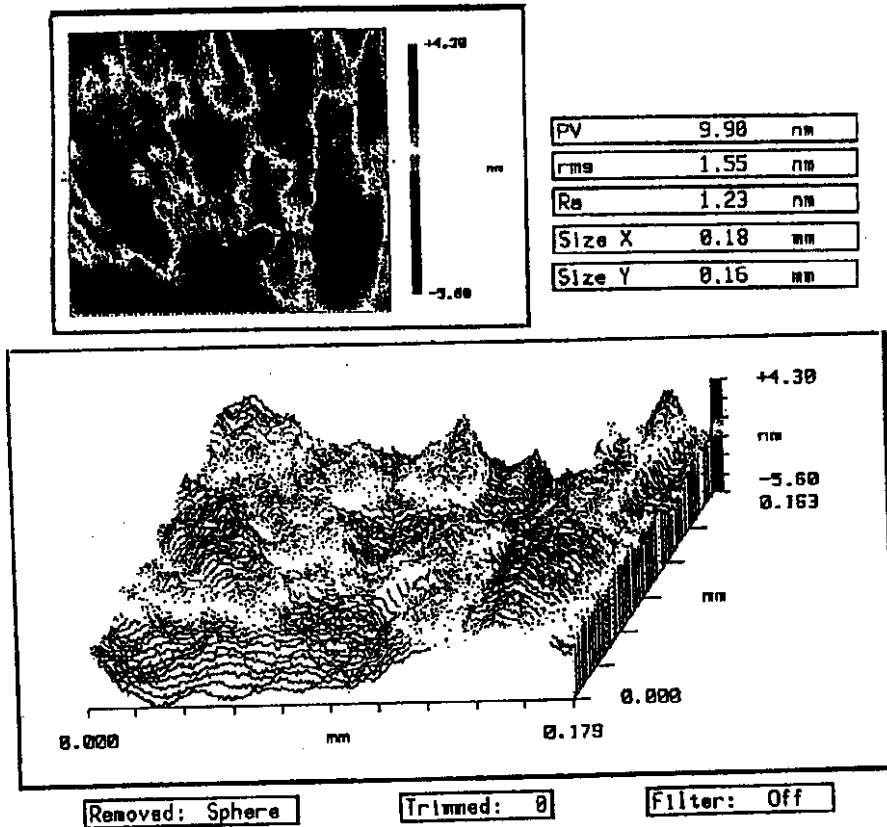 +4.30
nm
-5.60
PV 9.90 nm
rms 1.55 nm
Ra 1.23 nm
Size X 0.18 mm
Size Y 0.16 mm
+4.30
nm
-5.60
0.163
mm
0.000
0.000 mm 0.179
Removed: Sphere Trimmed: 0 Filter: Off